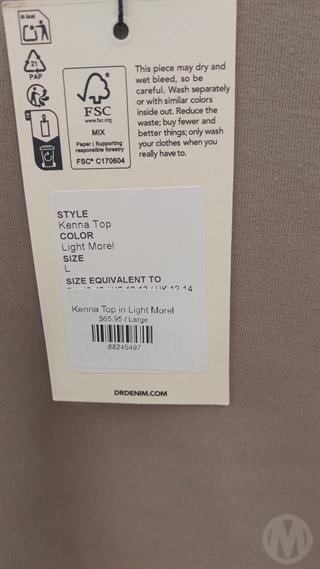 This piece may dry and
wet bleed, so be
careful. Wash separately
or with similar colors
inside out. Reduce the
waste; buy fewer and
better things; only wash
your clothes when you
really have to.
21
PAP
FSC
www.fsc.org
MIX
Paper | Supporting
responsible forestry
FSC® C170604
STYLE
Kenna Top
COLOR
Light Morel
SIZE
L
SIZE EQUIVALENT TO
Kenna Top in Light Morel
$65.95 / Large
88245497
DRDENIM.COM
M